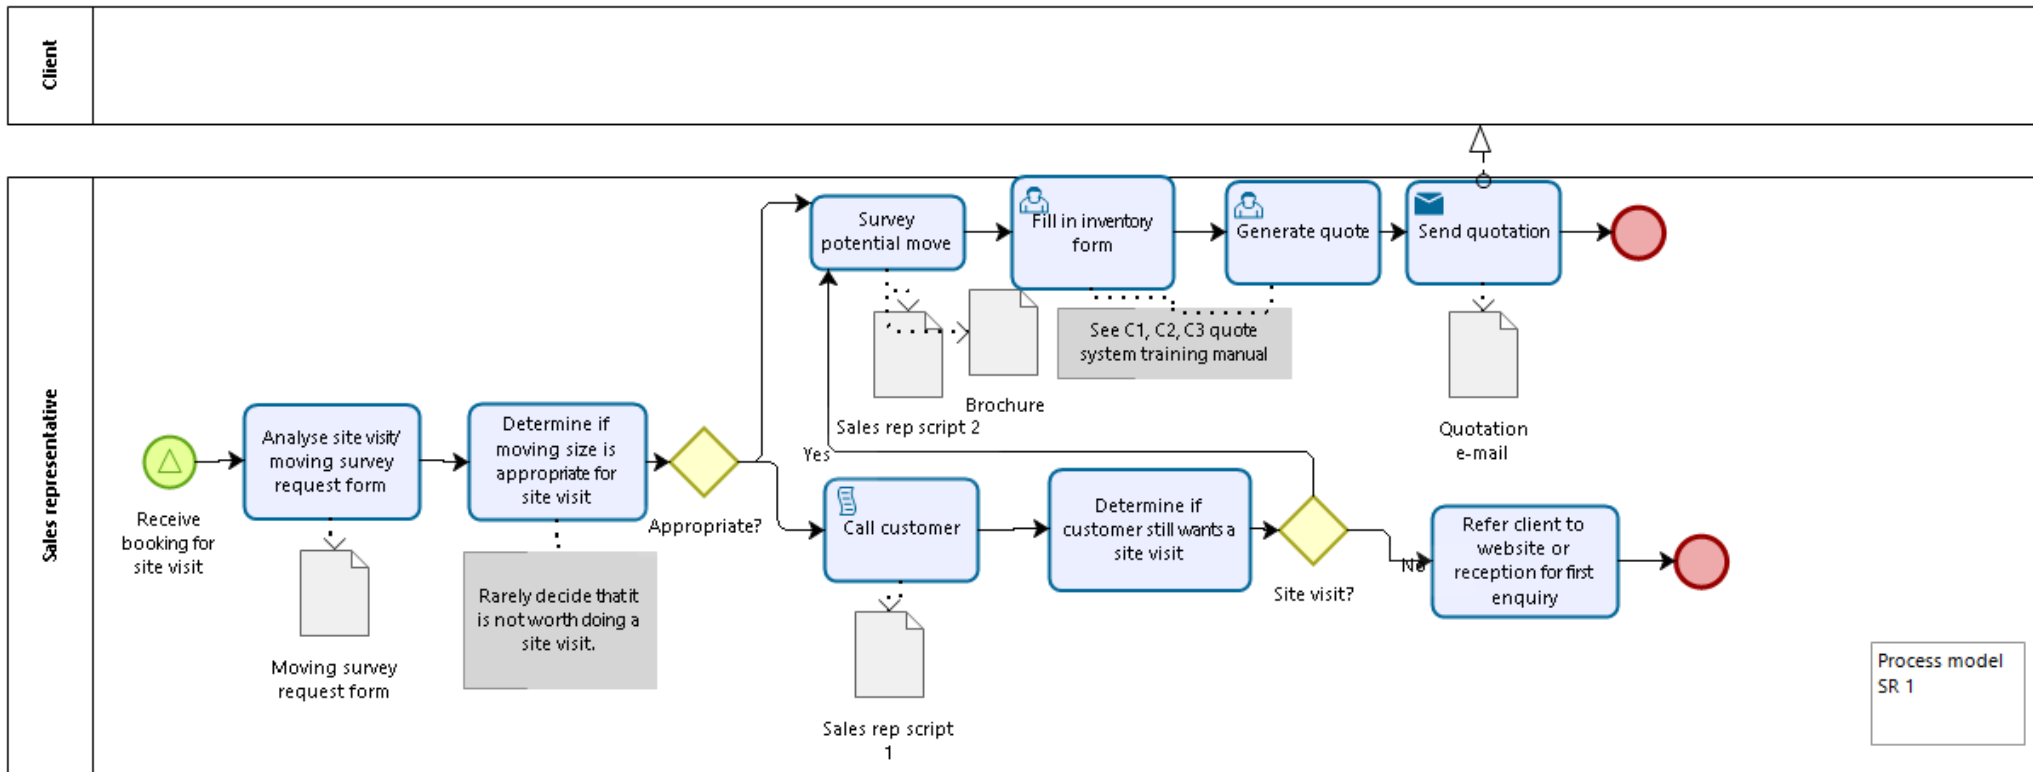 Client
Sales representative
Receive
booking for
site visit
Analyse site visit/
moving survey
request form
Moving survey
request form
Determine if
moving size is
appropriate for
site visit
Rarely decide that it
is not worth doing a
site visit.
Appropriate?
Survey
potential move
Sales rep script 2
Brochure
Fill in inventory
form
Generate quote
See C1, C2, C3 quote
system training manual
Send quotation
Quotation
e-mail
Yes
Call customer
Sales rep script
1
Determine if
customer still wants a
site visit
Site visit?
No
Refer client to
website or
reception for first
enquiry
Process model
SR 1